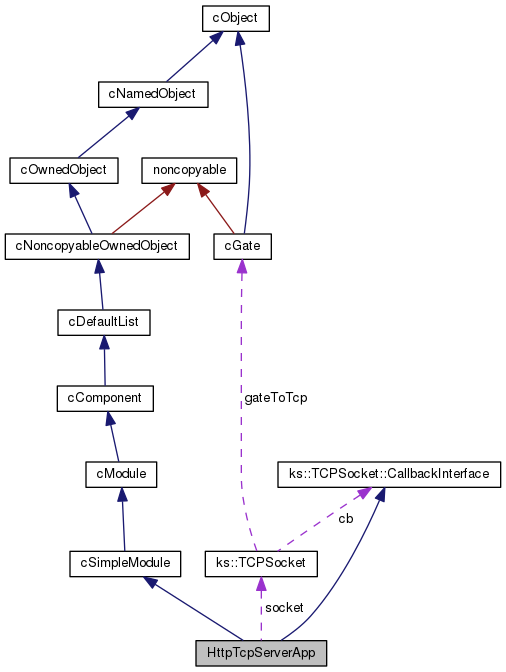 cObject
cNamedObject
cOwnedObject
noncopyable
cNoncopyableOwnedObject
cGate
cDefaultList
cComponent
gateToTcp
cModule
ks::TCPSocket::CallbackInterface
cb
cSimpleModule
ks::TCPSocket
socket
HttpTcpServerApp